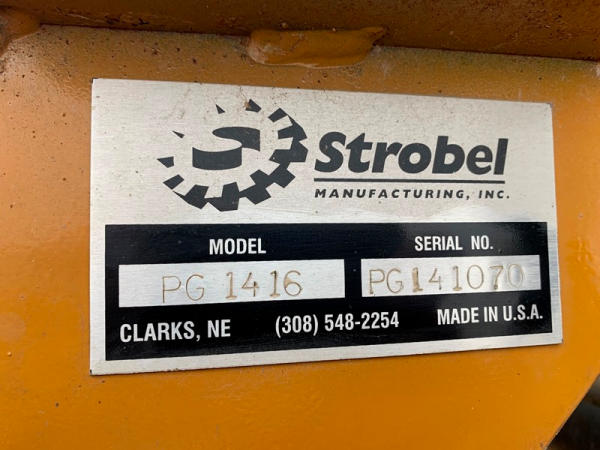 S Strobel
MANUFACTURING, INC.
MODEL SERIAL NO.
PG 1416 PG141070
CLARKS, NE (308) 548-2254 MADE IN U.S.A.